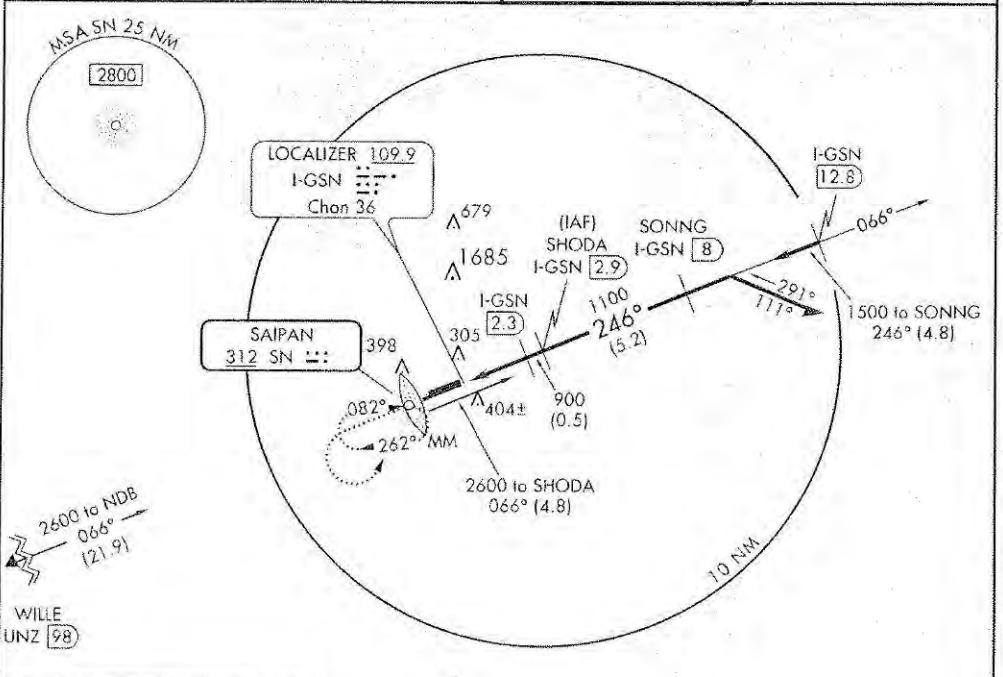 MSA SN 25 NM
2800
LOCALIZER 109.9
I-GSN
Chan 36
679
1685
I-GSN
12.8
066°
(IAF)
SHODA
I-GSN 2.9
SONNG
I-GSN 8
I-GSN
2.3
1100
246°
(5.2)
291°
111°
1500 to SONNG
246° (4.8)
SAIPAN
312 SN
398
305
404±
900
(0.5)
082°
262°
MM
2600 to SHODA
066° (4.8)
2600 to NDB
066°
(21.9)
10 NM
WILLE
UNZ 98